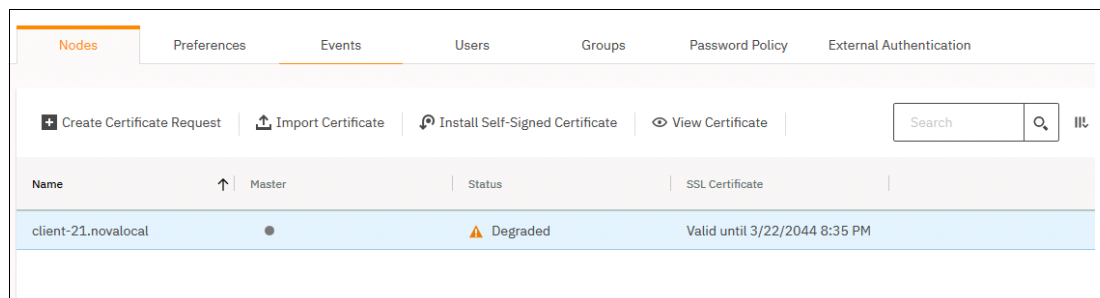 Nodes Preferences Events Users Groups Password Policy External Authentication
Create Certificate Request Import Certificate Install Self-Signed Certificate View Certificate Search
Name Master Status SSL Certificate
client-21.novalocal Degraded Valid until 3/22/2044 8:35 PM